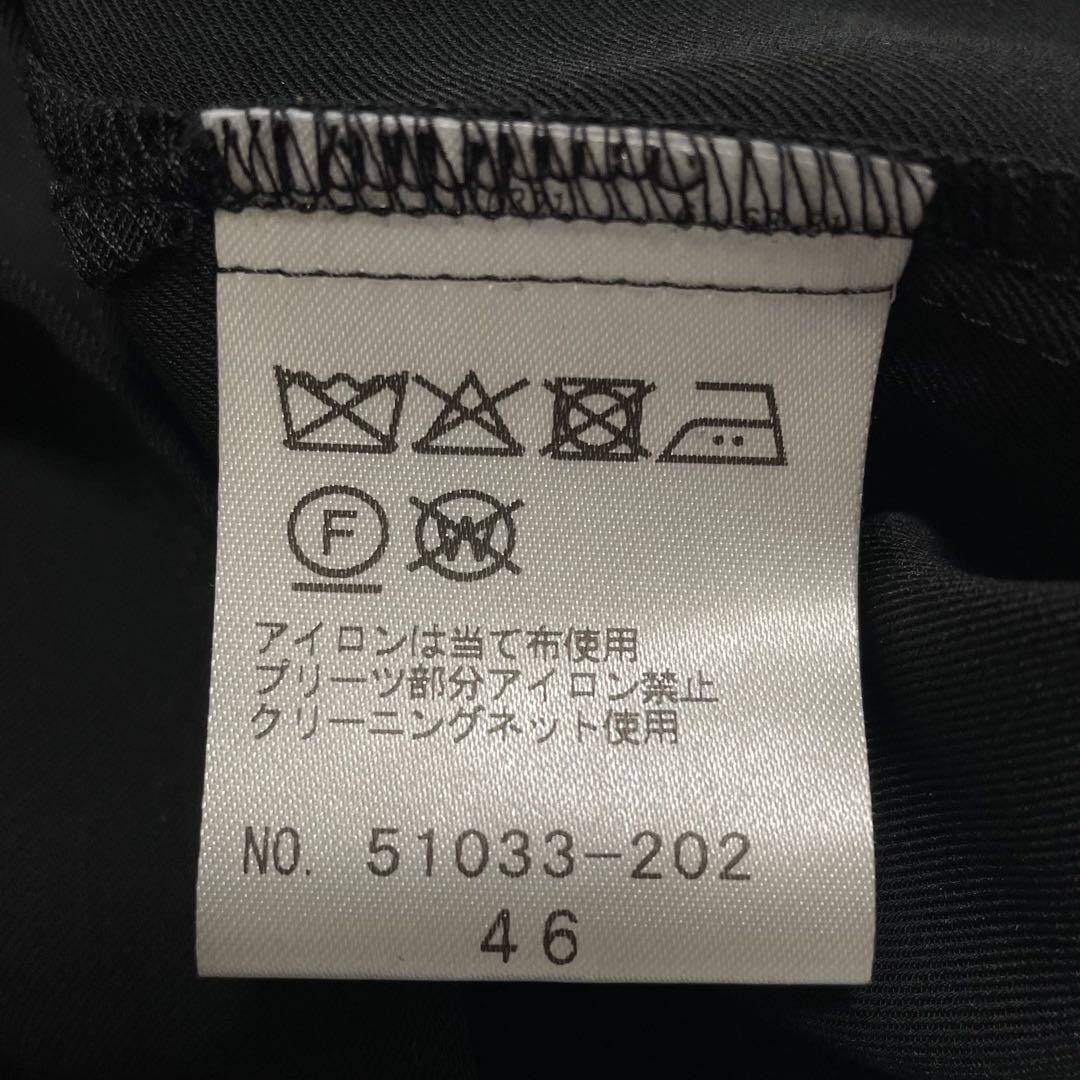 F W
アイロンは当て布使用
プリーツ部分アイロン禁止
クリーニングネット使用
NO. 51033-202
46